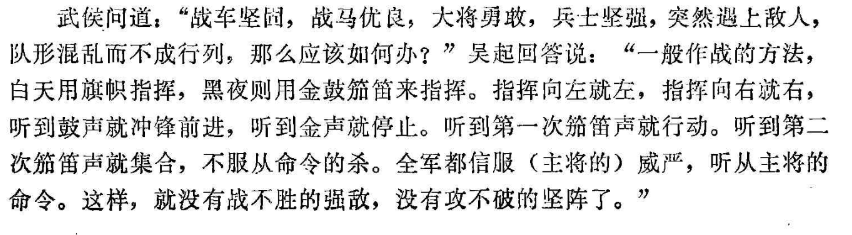 武侯问道：“战车坚固，战马优良，大将勇敢，兵士坚强，突然遇上敌人，
队形混乱而不成行列，那么应该如何办？”吴起回答说：“一般作战的方法，
白天用旗帜指挥，黑夜则用金鼓笳笛来指挥。指挥向左就左，指挥向右就右，
听到鼓声就冲锋前进，听到金声就停止。听到第一次笳笛声就行动。听到第二
次笳笛声就集合，不服从命令的杀。全军都信服（主将的）威严，听从主将的
命令。这样，就没有战不胜的强敌，没有攻不破的坚阵了。”